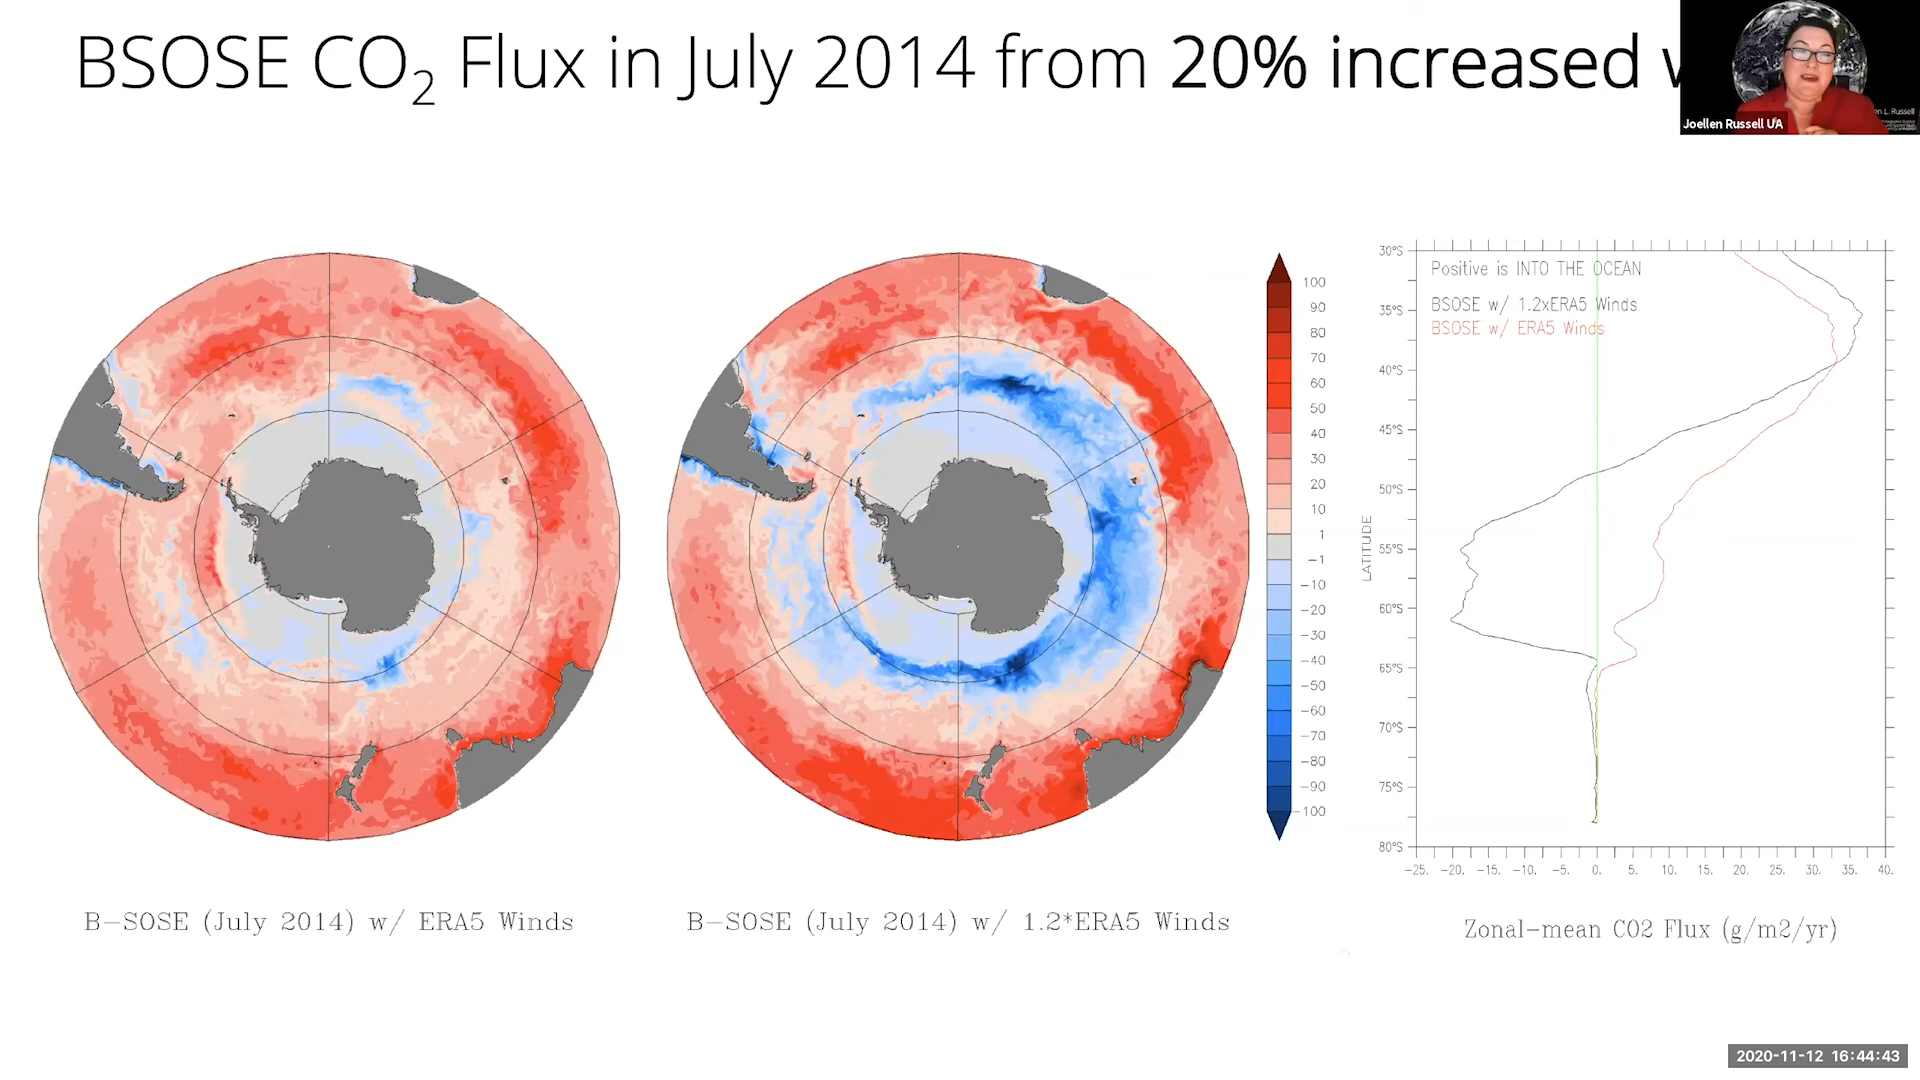 BSOSE CO2 Flux in July 2014 from 20% increased
Joellen Russell UA
n L. Russell
100
90
80
70
60
50
40
30
20
10
1
-1
-10
-20
-30
-40
-50
-60
-70
-80
-90
-100
Positive is INTO THE OCEAN
BSOSE w/ 1.2xERA5 Winds
BSOSE w/ ERA5 Winds
LATITUDE
30°S
35°S
40°S
45°S
50°S
55°S
60°S
65°S
70°S
75°S
80°S
-25. -20. -15. -10. -5. 0. 5. 10. 15. 20. 25. 30. 35. 40.
B-SOSE (July 2014) w/ ERA5 Winds
B-SOSE (July 2014) w/ 1.2*ERA5 Winds
Zonal-mean CO2 Flux (g/m2/yr)
2020-11-12 16:44:43